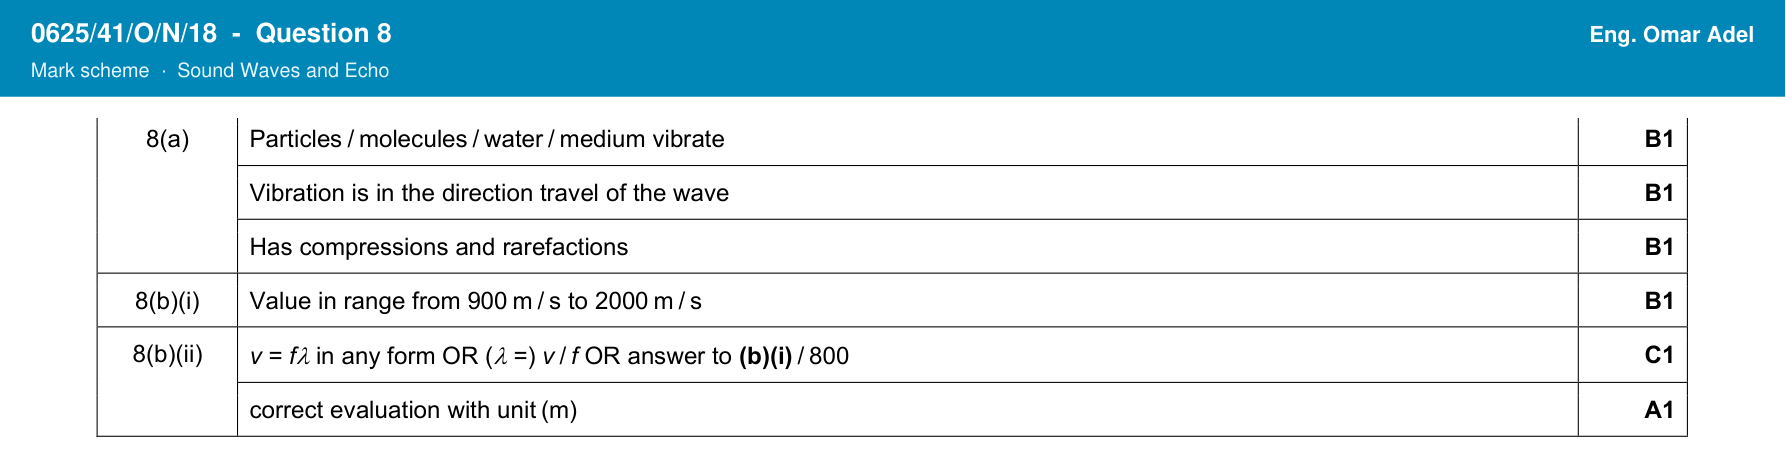 0625/41/O/N/18 - Question 8
Eng. Omar Adel
Mark scheme · Sound Waves and Echo
8(a) Particles / molecules / water / medium vibrate B1
Vibration is in the direction travel of the wave B1
Has compressions and rarefactions B1
8(b)(i) Value in range from 900 m / s to 2000 m / s B1
8(b)(ii) v = fλ in any form OR (λ =) v / f OR answer to (b)(i) / 800 C1
correct evaluation with unit (m) A1